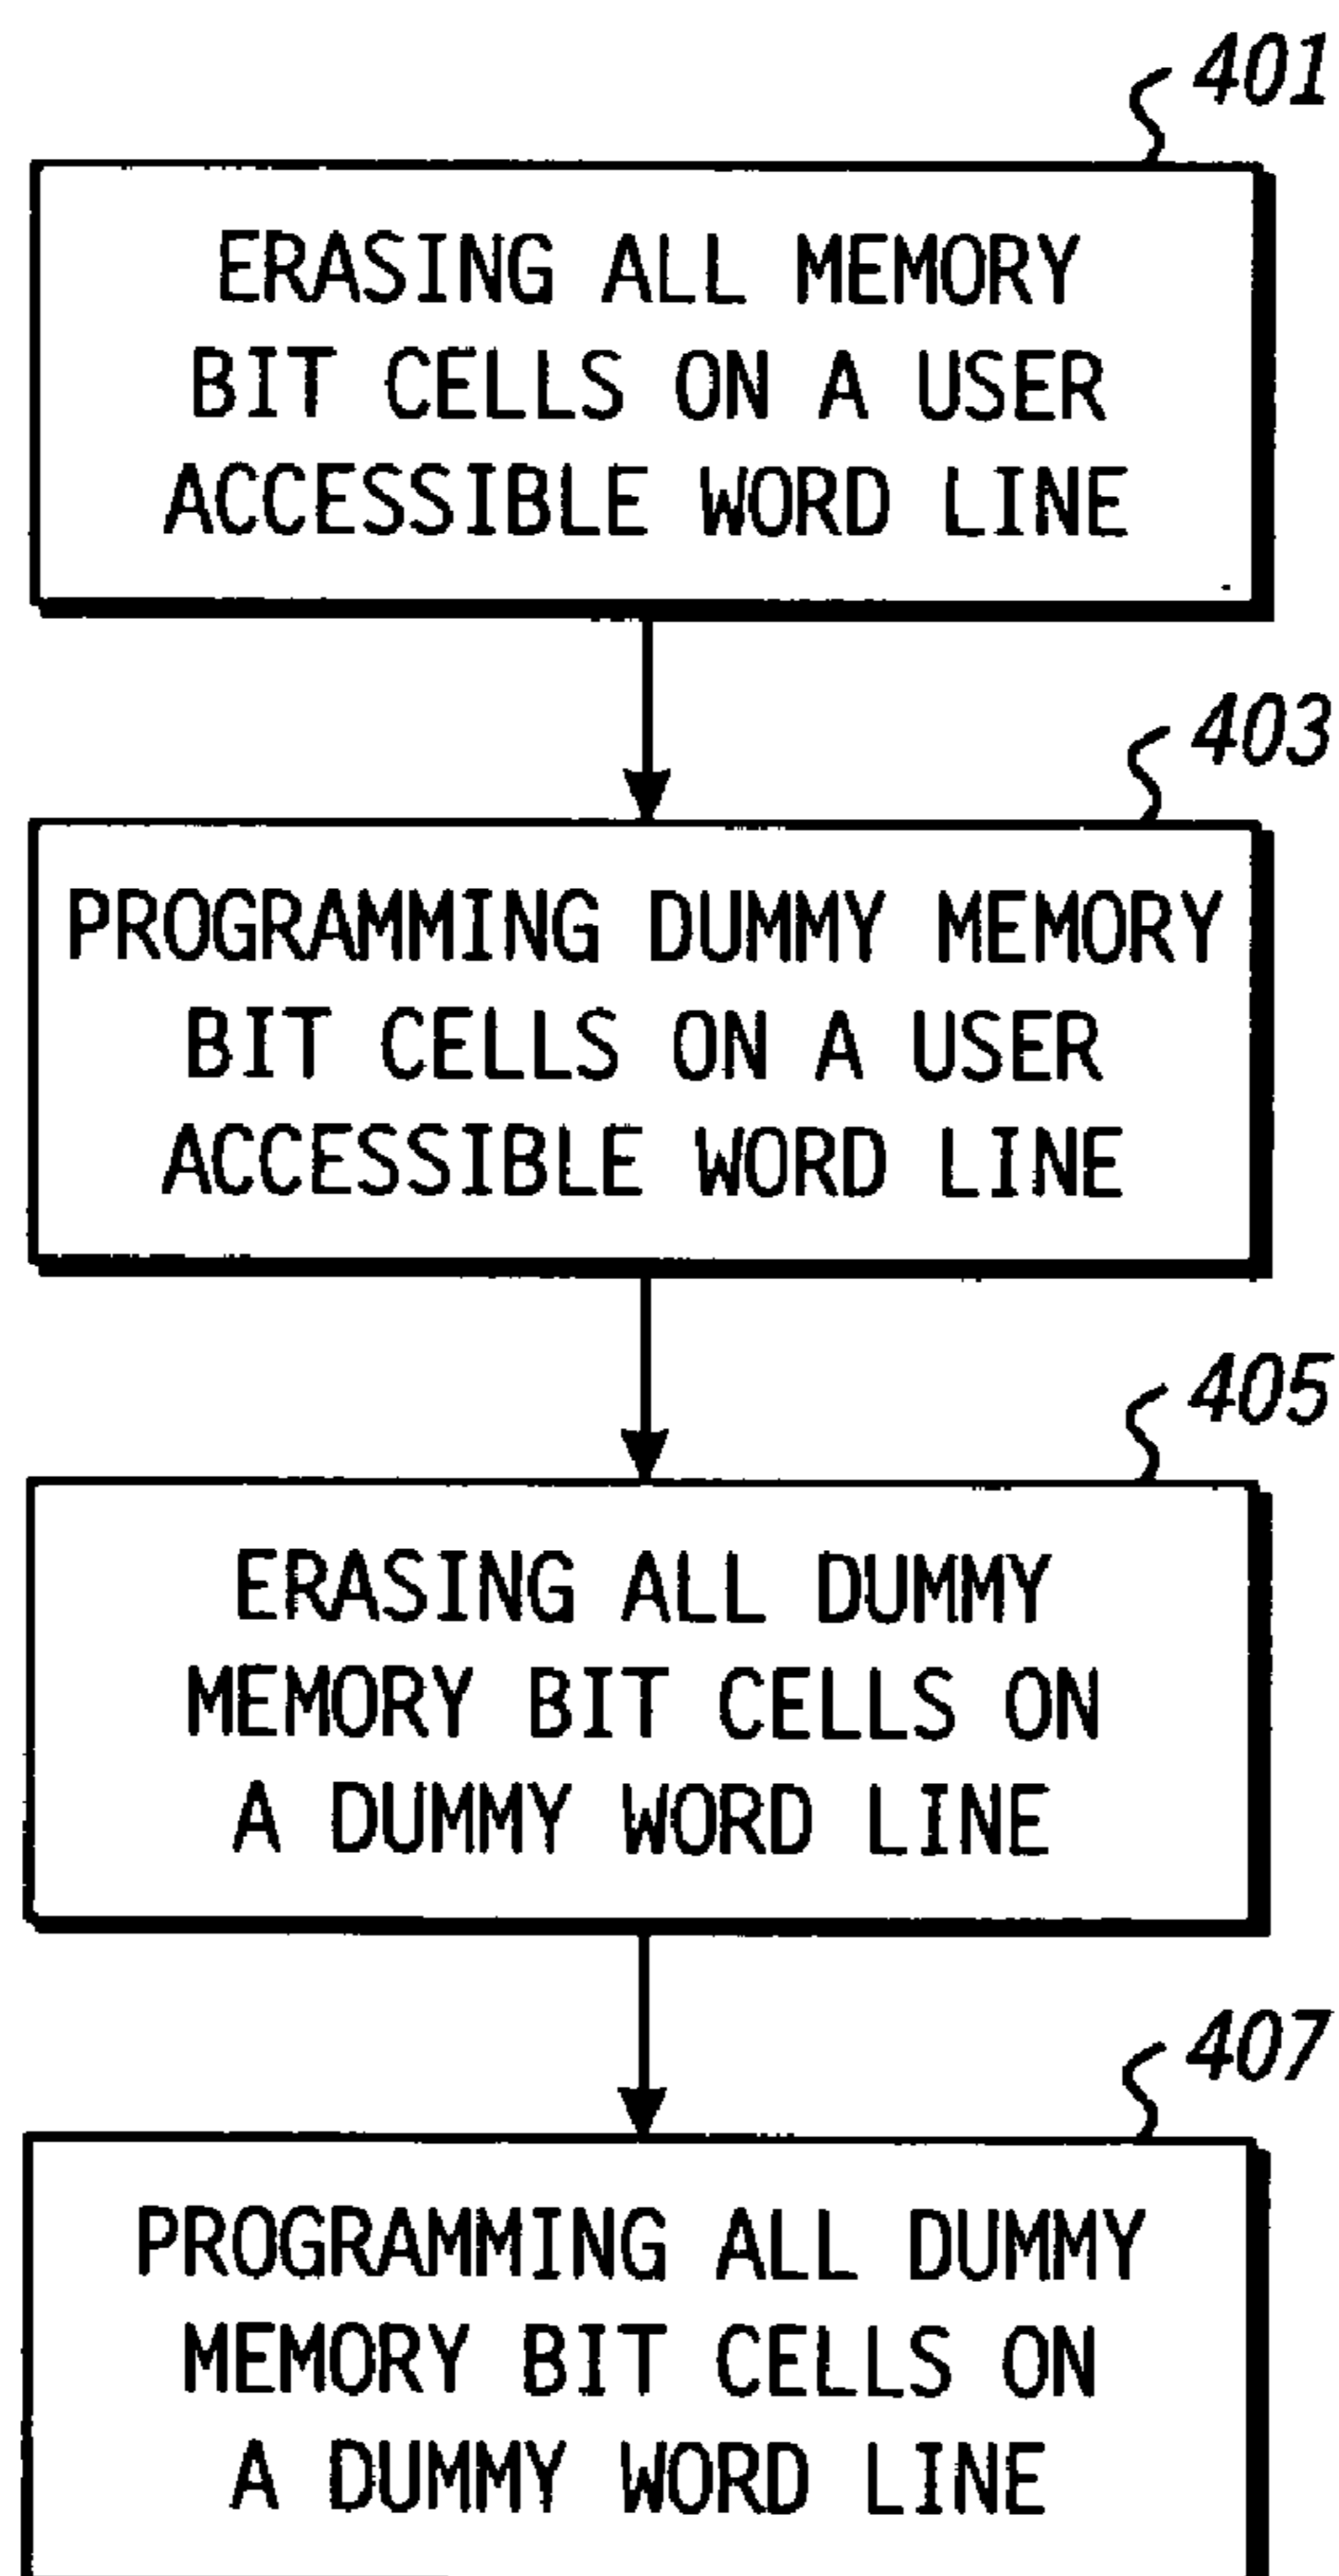 401
ERASING ALL MEMORY
BIT CELLS ON A USER
ACCESSIBLE WORD LINE
403
PROGRAMMING DUMMY MEMORY
BIT CELLS ON A USER
ACCESSIBLE WORD LINE
405
ERASING ALL DUMMY
MEMORY BIT CELLS ON
A DUMMY WORD LINE
407
PROGRAMMING ALL DUMMY
MEMORY BIT CELLS ON
A DUMMY WORD LINE